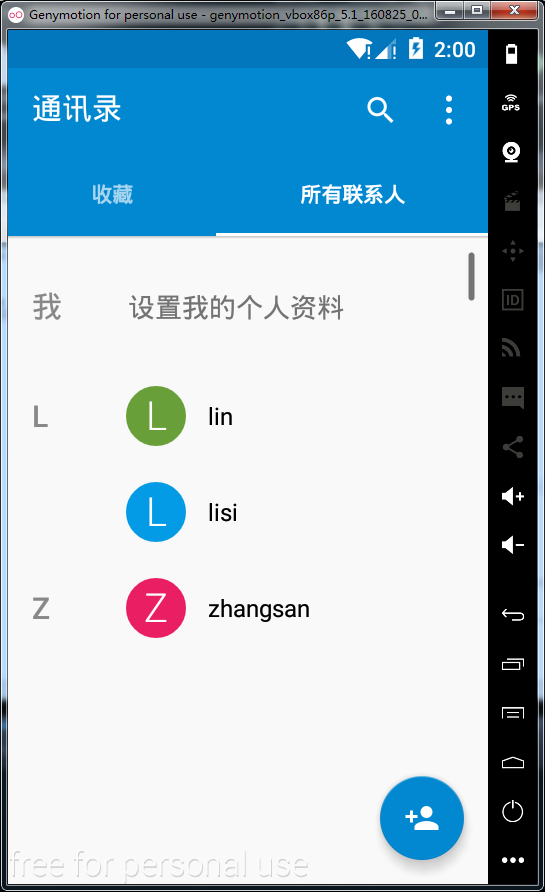 Genymotion for personal use - genymotion_vbox86p_5.1_160825_0...
2:00
通讯录
收藏
所有联系人
我
设置我的个人资料
L
L
lin
L
lisi
Z
Z
zhangsan
free for personal use
GPS
ID